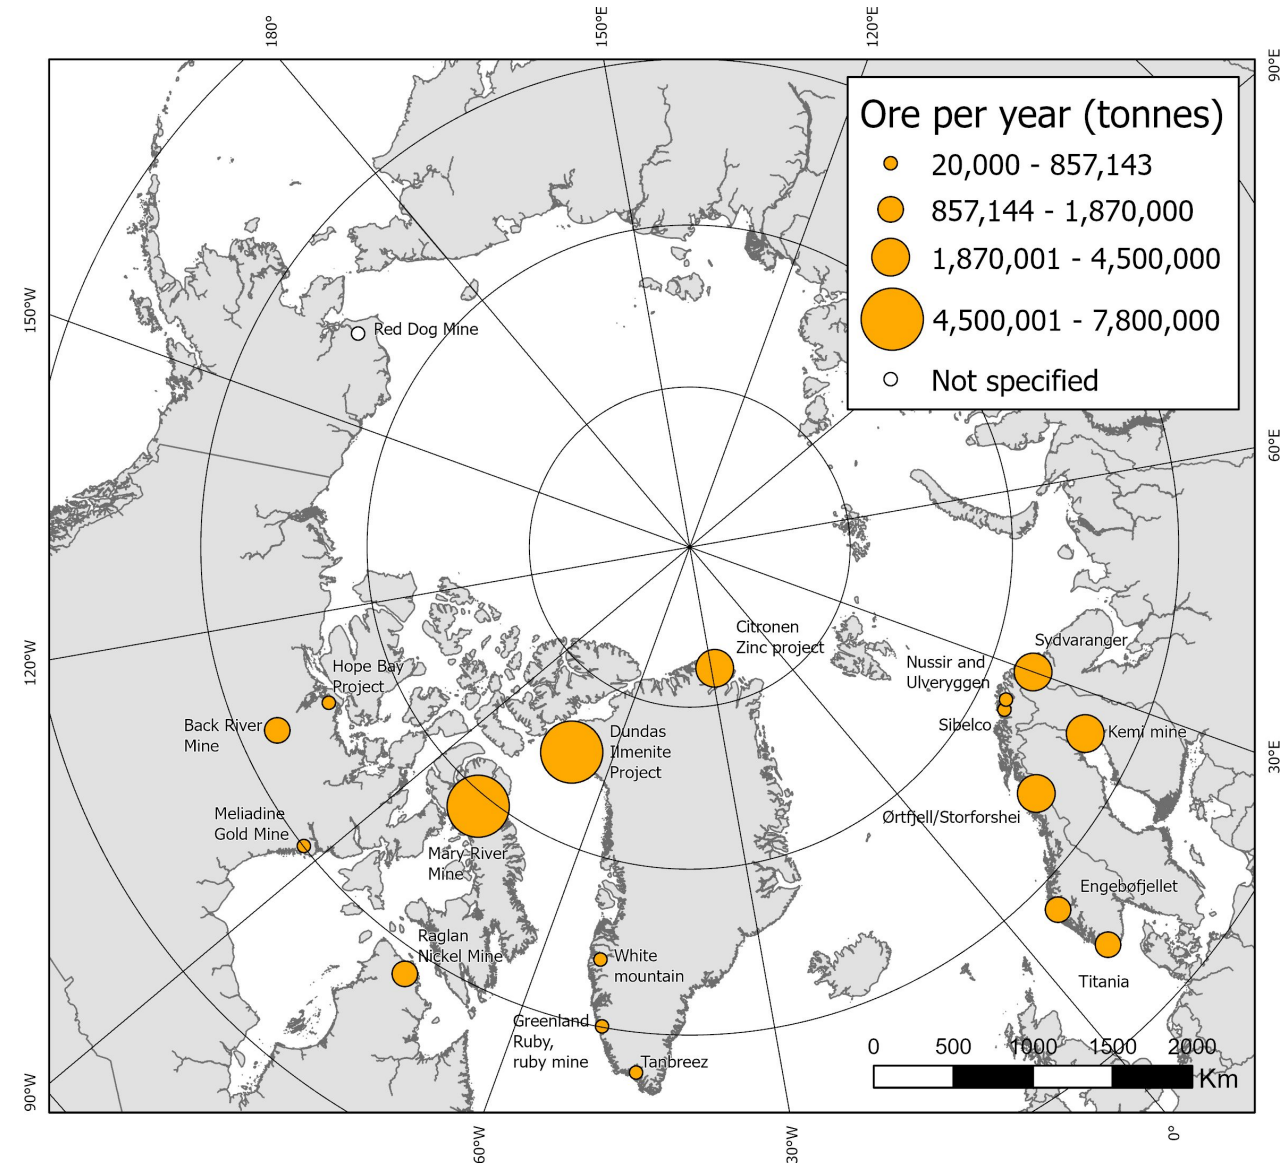 180°
150°E
120°E
90°E
Ore per year (tonnes)
20,000 - 857,143
857,144 - 1,870,000
1,870,001 - 4,500,000
4,500,001 - 7,800,000
Not specified
150°W
Red Dog Mine
60°E
Citronen
Zinc project
Sydvaranger
Nussir and
Ulveryggen
120°W
Hope Bay
Project
Back River
Mine
Sibelco
Kemi mine
Dundas
Ilmenite
Project
30°E
Meliadine
Gold Mine
Ørtfjell/Storforshei
Mary River
Mine
Engebøfjellet
Raglan
Nickel Mine
White
mountain
Titania
Greenland
Ruby,
ruby mine
Tanbreez
0 500 1000 1500 2000
Km
90°W
60°W
30°W
0°